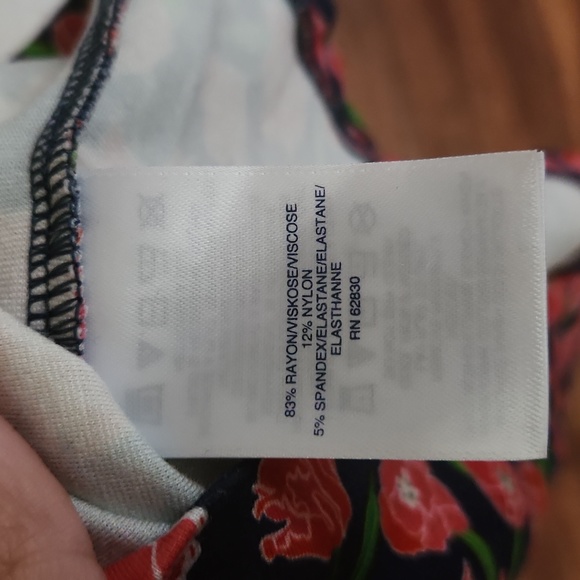 83% RAYON/VISKOSE/VISCOSE
12% NYLON
5% SPANDEX/ELASTANE/ELASTANE/
ELASTHANNE
RN 62830